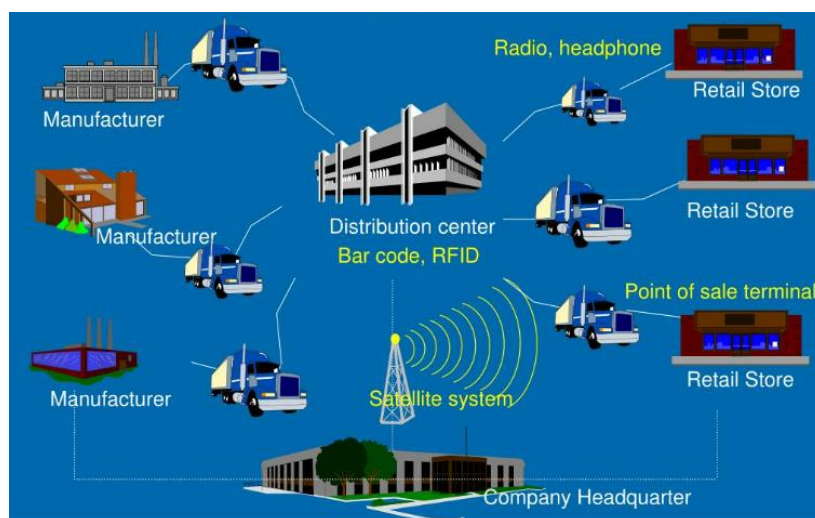 Radio, headphone
Retail Store
Manufacturer
Manufacturer
Distribution center
Retail Store
Bar code, RFID
Point of sale terminal
Manufacturer
Satellite system
Retail Store
Company Headquarter